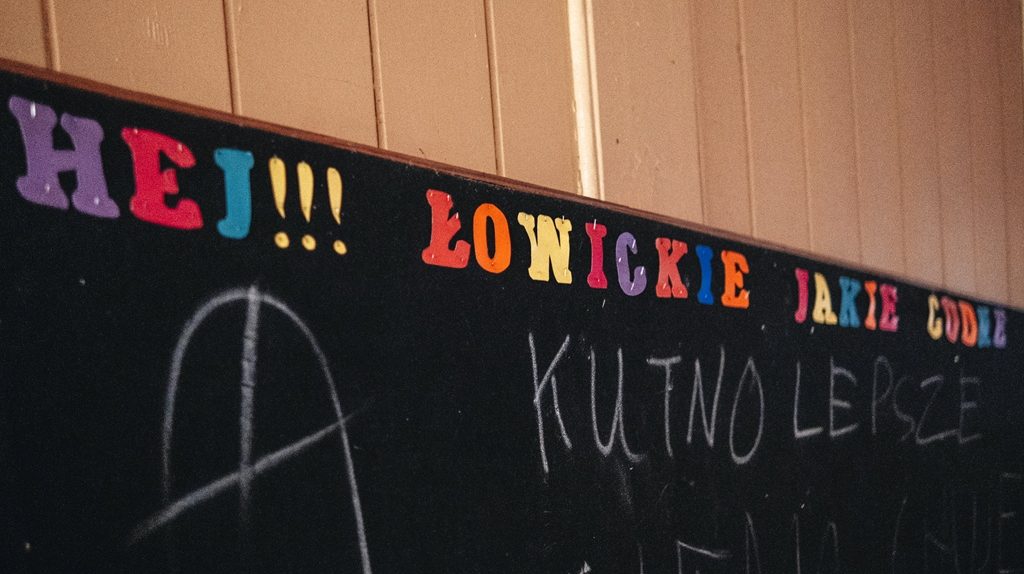 HEJ!!! ŁOWICKIE JAKIE CUDNE
A KUTNO LEPSZE